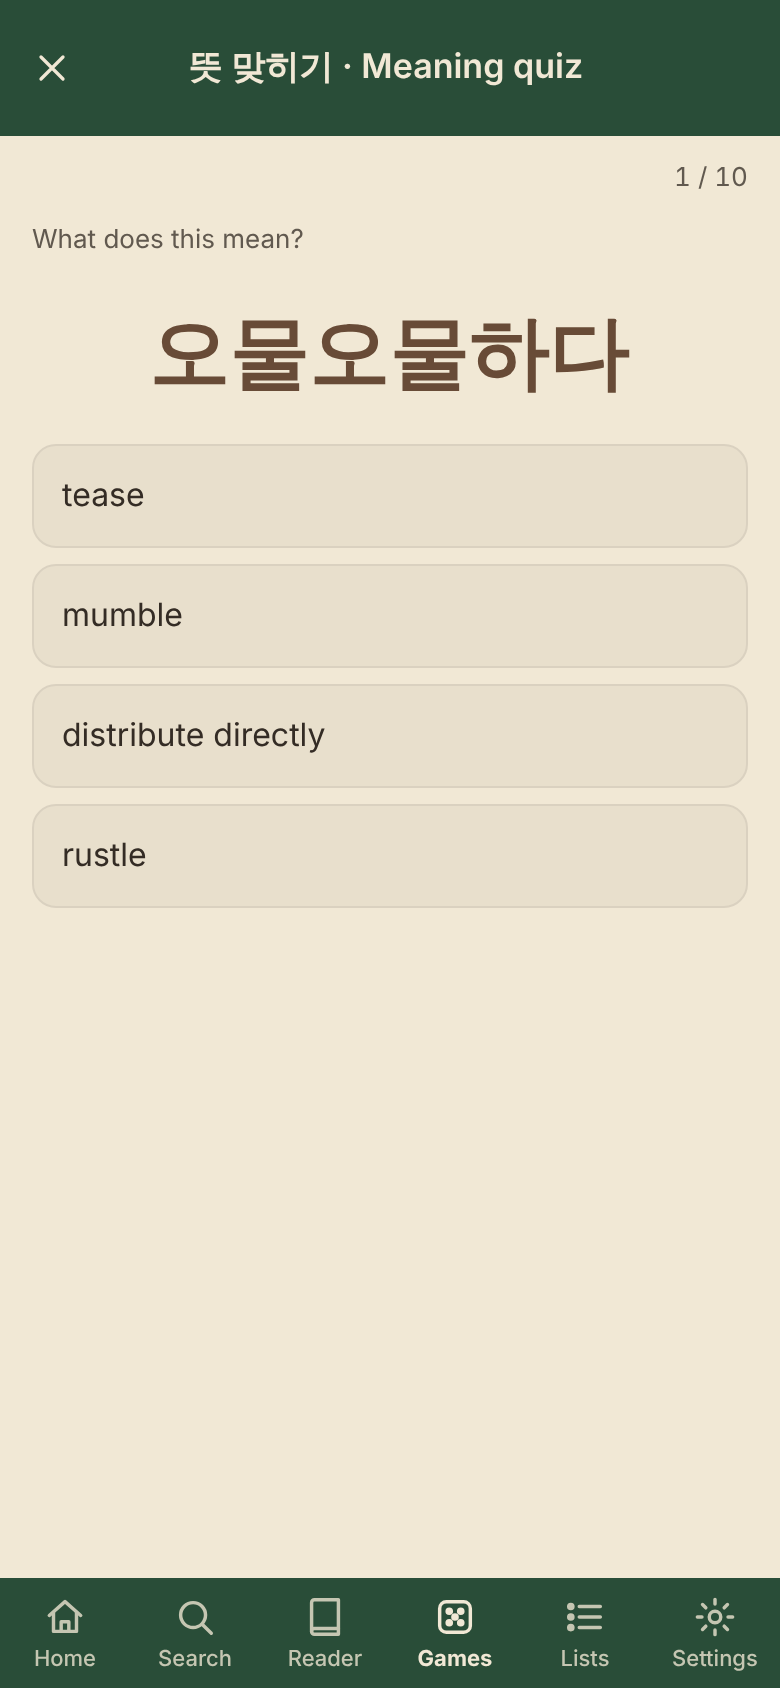 뜻 맞히기 · Meaning quiz
1 / 10
What does this mean?
오물오물하다
tease
mumble
distribute directly
rustle
Home
Search
Reader
Games
Lists
Settings